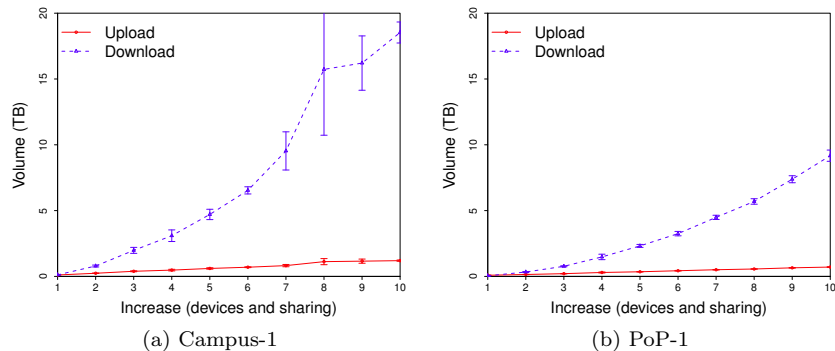 Upload
Download
Volume (TB)
0
5
10
15
20
1 2 3 4 5 6 7 8 9 10
Increase (devices and sharing)
(a) Campus-1
Upload
Download
Volume (TB)
0
5
10
15
20
1 2 3 4 5 6 7 8 9 10
Increase (devices and sharing)
(b) PoP-1